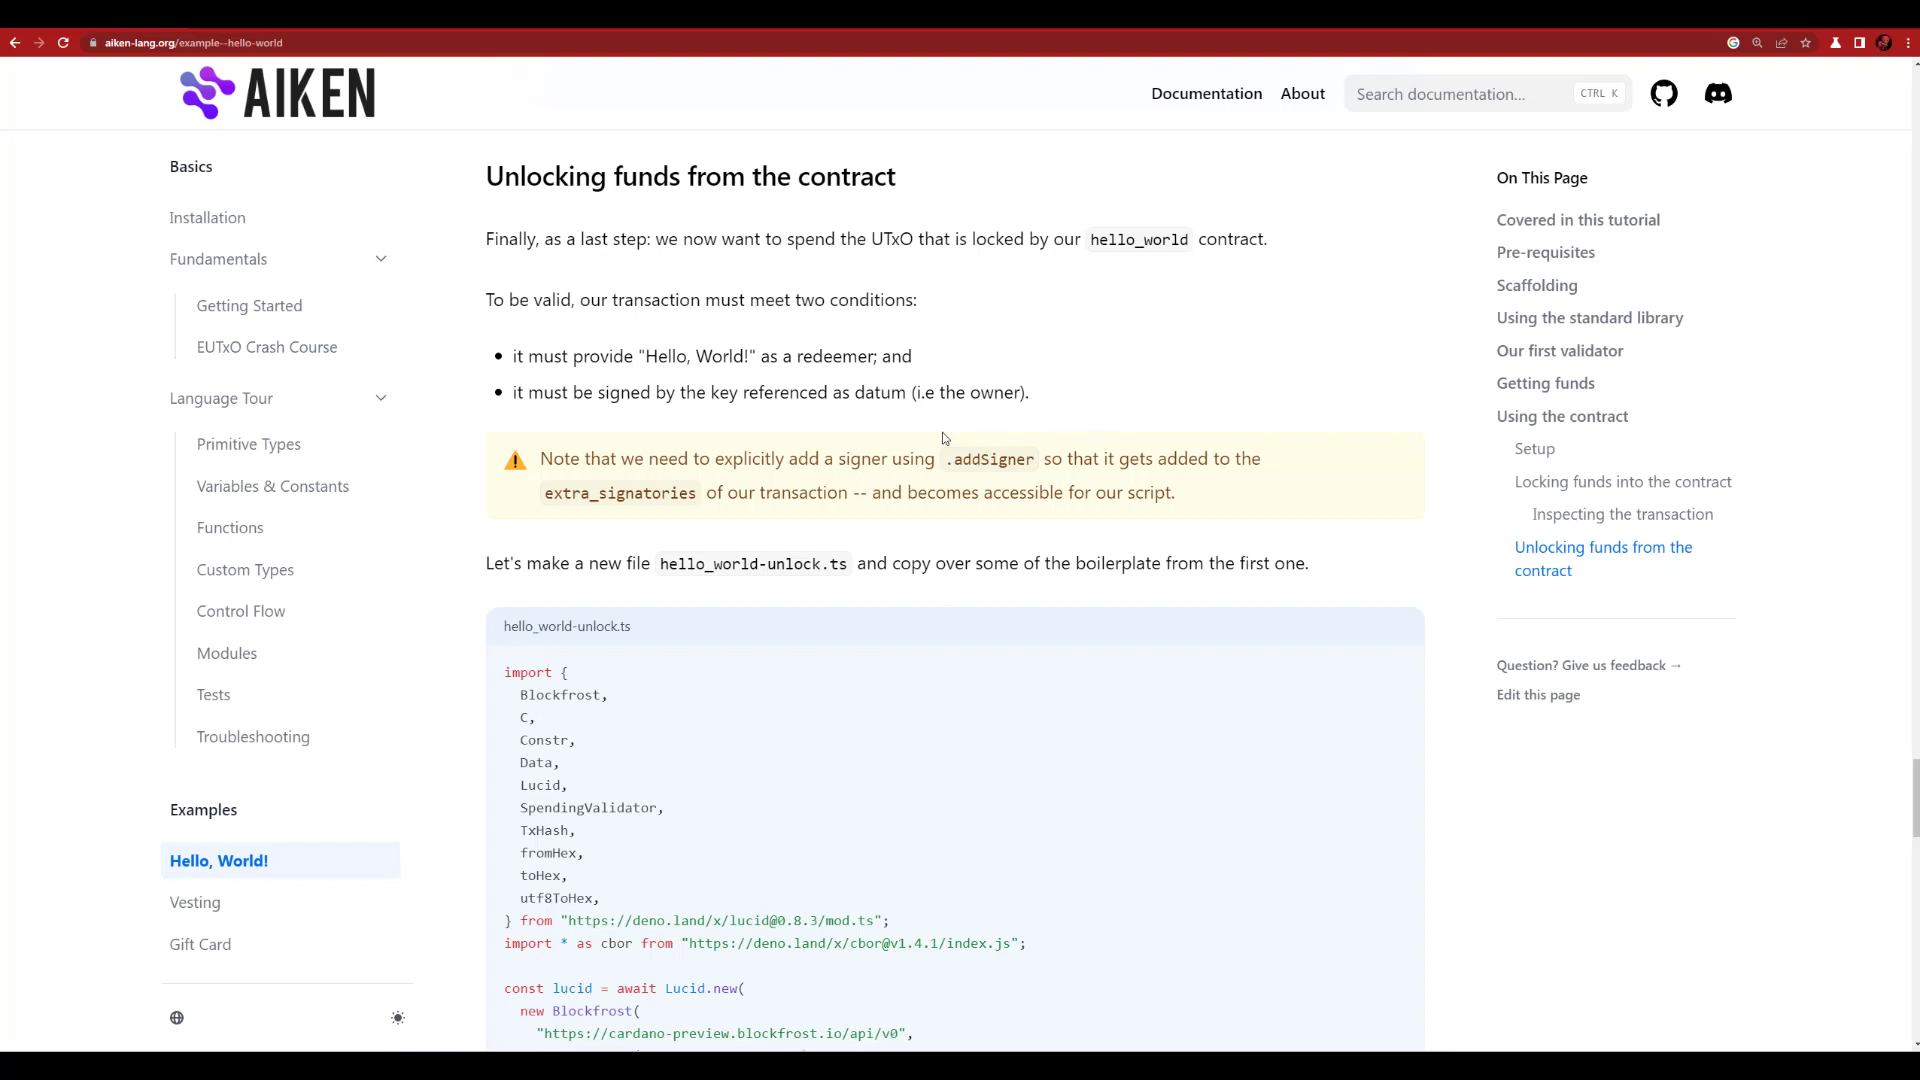 aiken-lang.org/example--hello-world
AIKEN
Documentation
About
Search documentation...
CTRL K
Basics
Installation
Fundamentals
Getting Started
EUTxO Crash Course
Language Tour
Primitive Types
Variables & Constants
Functions
Custom Types
Control Flow
Modules
Tests
Troubleshooting
Examples
Hello, World!
Vesting
Gift Card
Unlocking funds from the contract
Finally, as a last step: we now want to spend the UTxO that is locked by our hello_world contract.
To be valid, our transaction must meet two conditions:
• it must provide "Hello, World!" as a redeemer; and
• it must be signed by the key referenced as datum (i.e the owner).
Note that we need to explicitly add a signer using .addSigner so that it gets added to the
extra_signatories of our transaction -- and becomes accessible for our script.
Let's make a new file hello_world-unlock.ts and copy over some of the boilerplate from the first one.
hello_world-unlock.ts
import {
  Blockfrost,
  C,
  Constr,
  Data,
  Lucid,
  SpendingValidator,
  TxHash,
  fromHex,
  toHex,
  utf8ToHex,
} from "https://deno.land/x/lucid@0.8.3/mod.ts";
import * as cbor from "https://deno.land/x/cbor@v1.4.1/index.js";
const lucid = await Lucid.new(
  new Blockfrost(
    "https://cardano-preview.blockfrost.io/api/v0",
On This Page
Covered in this tutorial
Pre-requisites
Scaffolding
Using the standard library
Our first validator
Getting funds
Using the contract
Setup
Locking funds into the contract
Inspecting the transaction
Unlocking funds from the
contract
Question? Give us feedback →
Edit this page